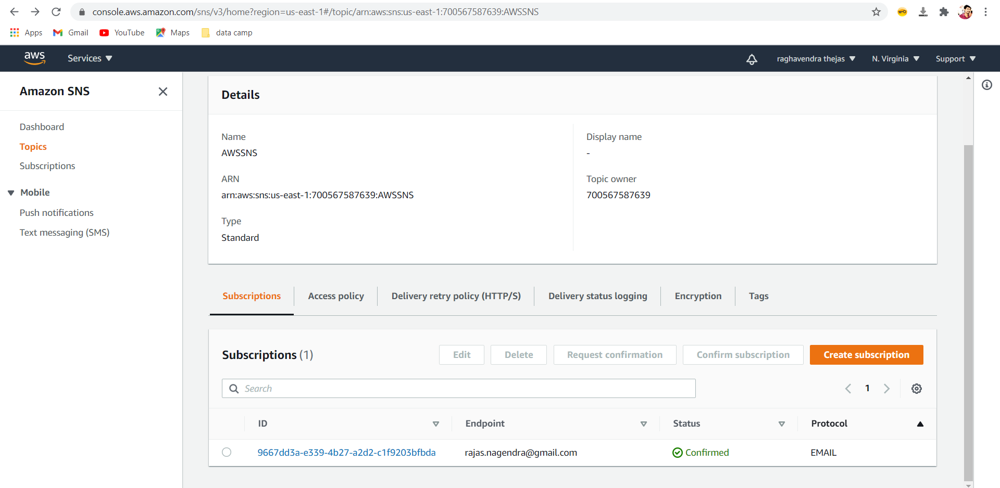 console.aws.amazon.com/sns/v3/home?region=us-east-1#/topic/arn:aws:sns:us-east-1:700567587639:AWSSNS
Apps Gmail YouTube Maps data camp
aws Services raghavendra thejas N. Virginia Support
Amazon SNS
Dashboard
Topics
Subscriptions
Mobile
Push notifications
Text messaging (SMS)
Details
Name
AWSSNS
Display name
-
ARN
arn:aws:sns:us-east-1:700567587639:AWSSNS
Topic owner
700567587639
Type
Standard
Subscriptions Access policy Delivery retry policy (HTTP/S) Delivery status logging Encryption Tags
Subscriptions (1) Edit Delete Request confirmation Confirm subscription Create subscription
Search 1
ID Endpoint Status Protocol
9667dd3a-e339-4b27-a2d2-c1f9203bfbda rajas.nagendra@gmail.com Confirmed EMAIL